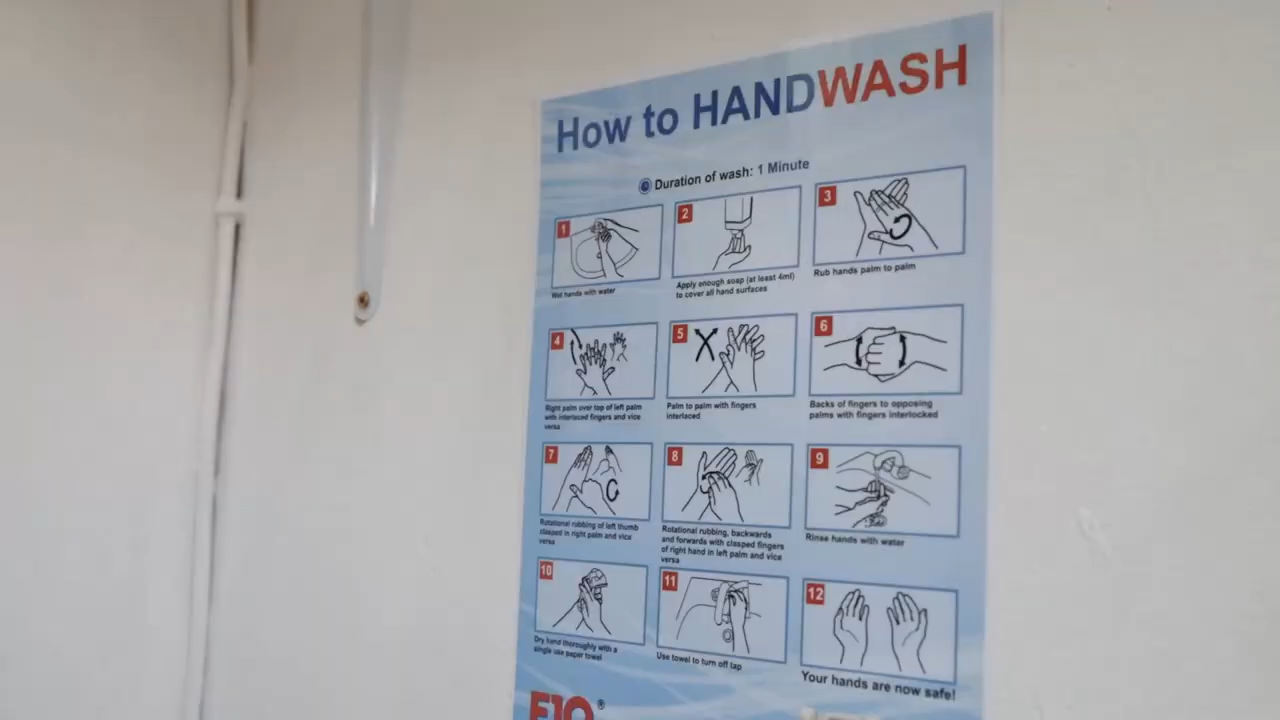 How to HANDWASH
Duration of wash: 1 Minute
1
Wet hands with water
2
Apply enough soap (at least 4ml)
to cover all hand surfaces
3
Rub hands palm to palm
4
Right palm over top of left palm
with interlaced fingers and vice
versa
5
Palm to palm with fingers
interlaced
6
Backs of fingers to opposing
palms with fingers interlocked
7
Rotational rubbing of left thumb
clasped in right palm and vice
versa
8
Rotational rubbing, backwards
and forwards with clasped fingers
of right hand in left palm and vice
versa
9
Rinse hands with water
10
Dry hand thoroughly with a
single use paper towel
11
Use towel to turn off tap
12
Your hands are now safe!
F10®